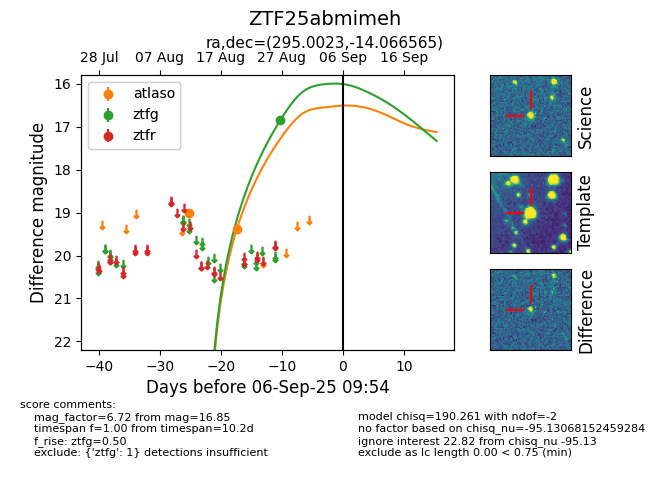 ZTF25abmimeh
ra,dec=(295.0023,-14.066565)
28 Jul 07 Aug 17 Aug 27 Aug 06 Sep 16 Sep
atlaso
ztfg
ztfr
16
17
18
19
20
21
22
Difference magnitude
−40 −30 −20 −10 0 10
Days before 06-Sep-25 09:54
Science
Template
Difference
score comments:
mag_factor=6.72 from mag=16.85
timespan f=1.00 from timespan=10.2d
f_rise: ztfg=0.50
exclude: {'ztfg': 1} detections insufficient
model chisq=190.261 with ndof=-2
no factor based on chisq_nu=-95.13068152459284
ignore interest 22.82 from chisq_nu -95.13
exclude as lc length 0.00 < 0.75 (min)